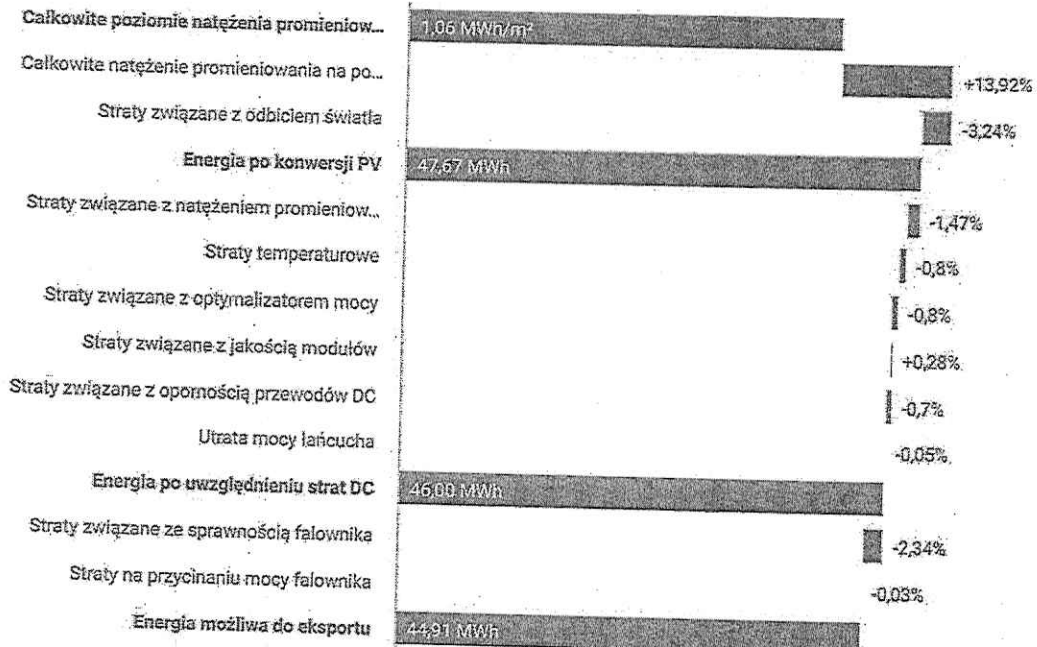 Całkowite poziomie natężenia promieniow...
1,06 MWh/m²
Całkowite natężenie promieniowania na po...
+13,92%
Straty związane z odbiciem światła
-3,24%
Energia po konwersji PV
47,67 MWh
Straty związane z natężeniem promieniow...
-1,47%
Straty temperaturowe
-0,8%
Straty związane z optymalizatorem mocy
-0,8%
Straty związane z jakością modułów
+0,28%
Straty związane z opornością przewodów DC
-0,7%
Utrata mocy łańcucha
-0,05%
Energia po uwzględnieniu strat DC
46,00 MWh
Straty związane ze sprawnością falownika
-2,34%
Straty na przycinaniu mocy falownika
-0,03%
Energia możliwa do eksportu
44,91 MWh